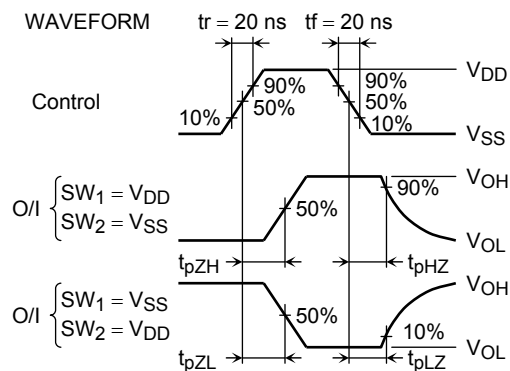 WAVEFORM
tr = 20 ns
tf = 20 ns
Control
10%
90%
50%
90%
50%
10%
VDD
VSS
O/I
SW1 = VDD
SW2 = VSS
50%
90%
VOH
VOL
tpZH
tpHZ
O/I
SW1 = VSS
SW2 = VDD
50%
10%
VOH
VOL
tpZL
tpLZ